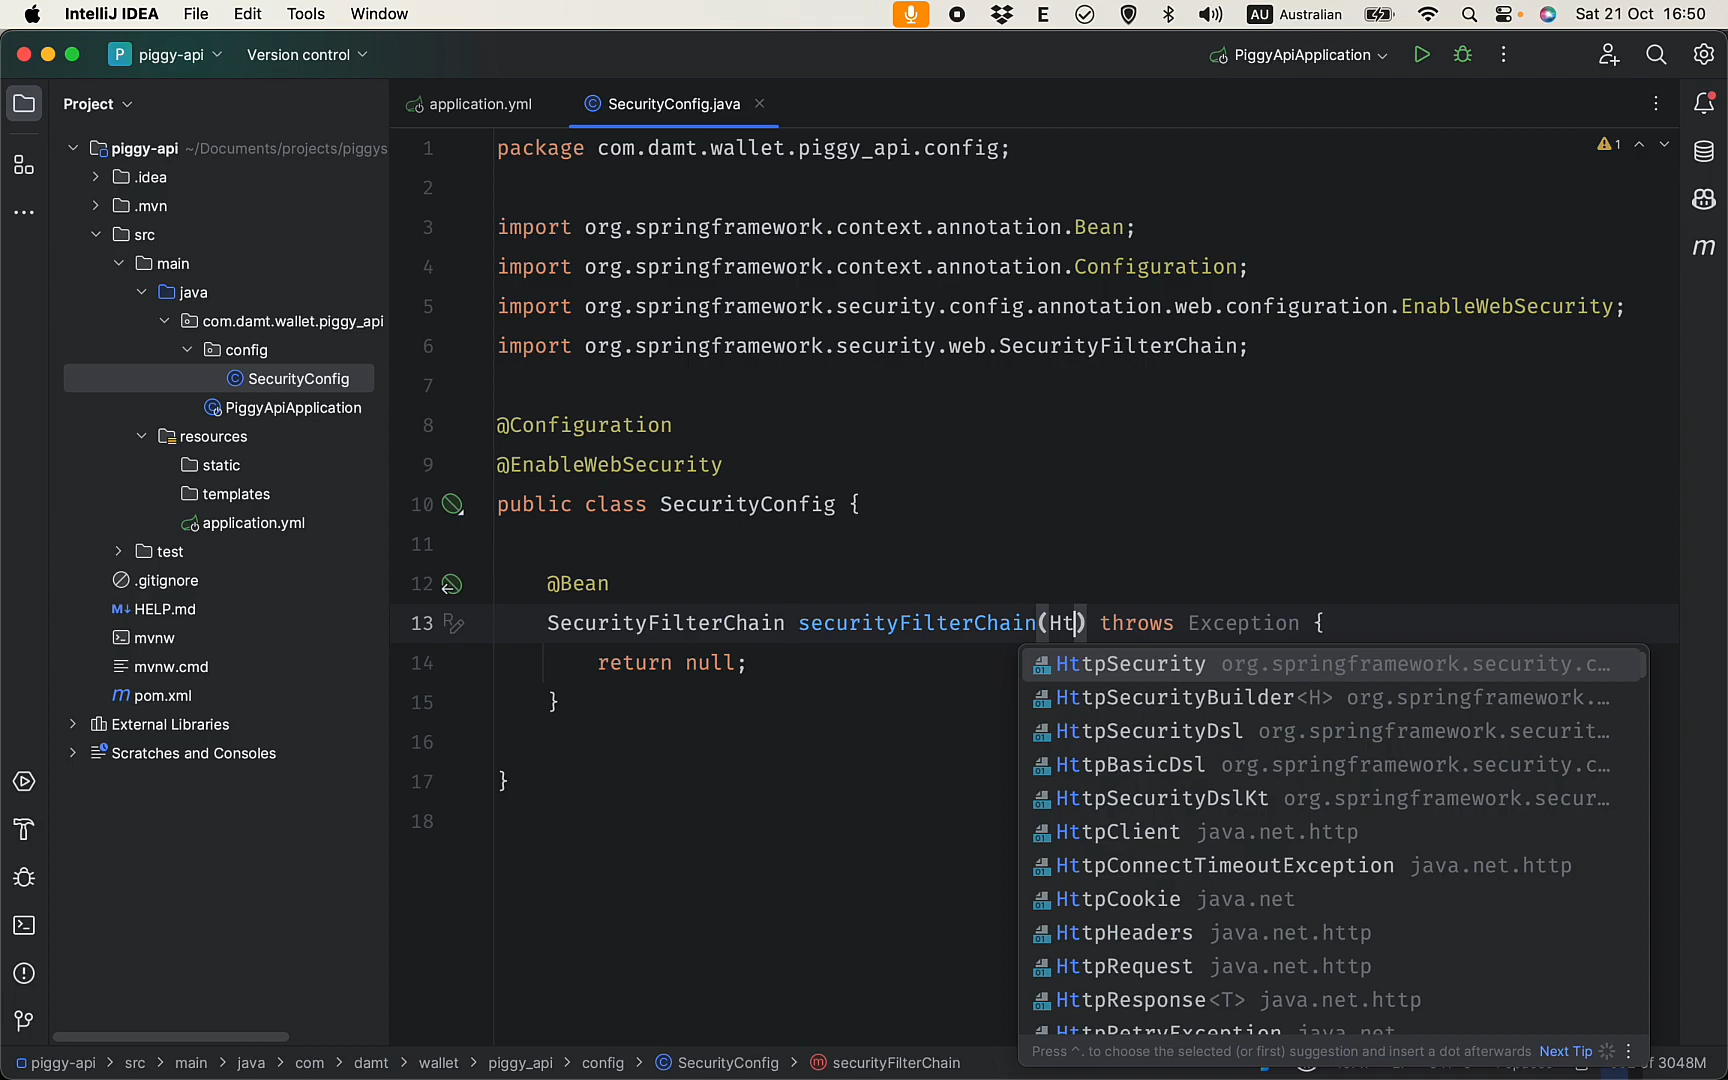 IntelliJ IDEA File Edit Tools Window AU Australian Sat 21 Oct 16:50
P piggy-api Version control PiggyApiApplication
Project
application.yml SecurityConfig.java
piggy-api ~/Documents/projects/piggys
.idea
.mvn
src
main
java
com.damt.wallet.piggy_api
config
SecurityConfig
PiggyApiApplication
resources
static
templates
application.yml
test
.gitignore
HELP.md
mvnw
mvnw.cmd
pom.xml
External Libraries
Scratches and Consoles
1 package com.damt.wallet.piggy_api.config;
2
3 import org.springframework.context.annotation.Bean;
4 import org.springframework.context.annotation.Configuration;
5 import org.springframework.security.config.annotation.web.configuration.EnableWebSecurity;
6 import org.springframework.security.web.SecurityFilterChain;
7
8 @Configuration
9 @EnableWebSecurity
10 public class SecurityConfig {
11
12 @Bean
13 SecurityFilterChain securityFilterChain(Ht) throws Exception {
14 return null;
15 }
16
17 }
18
1
HttpSecurity org.springframework.security.c…
HttpSecurityBuilder<H> org.springframework.…
HttpSecurityDsl org.springframework.securit…
HttpBasicDsl org.springframework.security.c…
HttpSecurityDslKt org.springframework.secur…
HttpClient java.net.http
HttpConnectTimeoutException java.net.http
HttpCookie java.net
HttpHeaders java.net.http
HttpRequest java.net.http
HttpResponse<T> java.net.http
HttpRetryException java.net
Press ^. to choose the selected (or first) suggestion and insert a dot afterwards Next Tip
piggy-api > src > main > java > com > damt > wallet > piggy_api > config > SecurityConfig > securityFilterChain
of 3048M